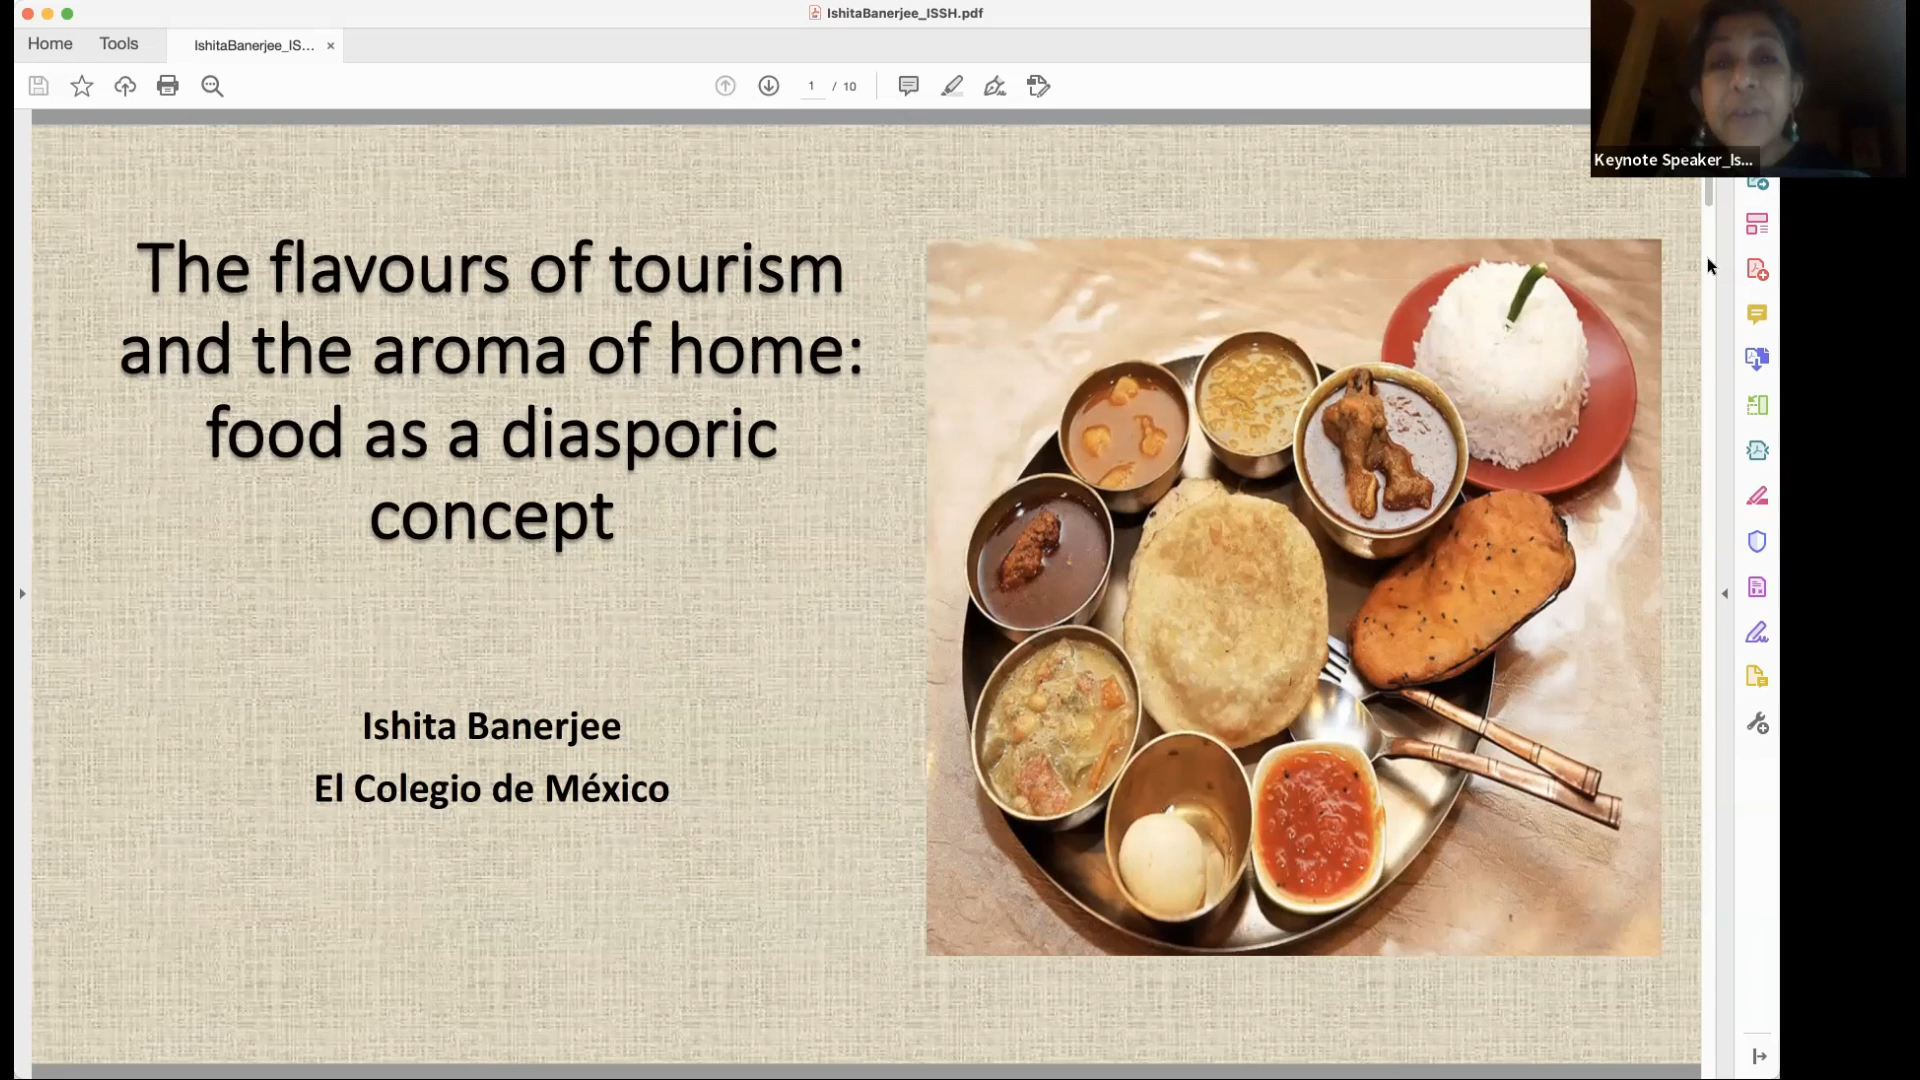 IshitaBanerjee_ISSH.pdf
Home
Tools
IshitaBanerjee_IS...
1 / 10
Keynote Speaker_Is...
The flavours of tourism
and the aroma of home:
food as a diasporic
concept
Ishita Banerjee
El Colegio de México